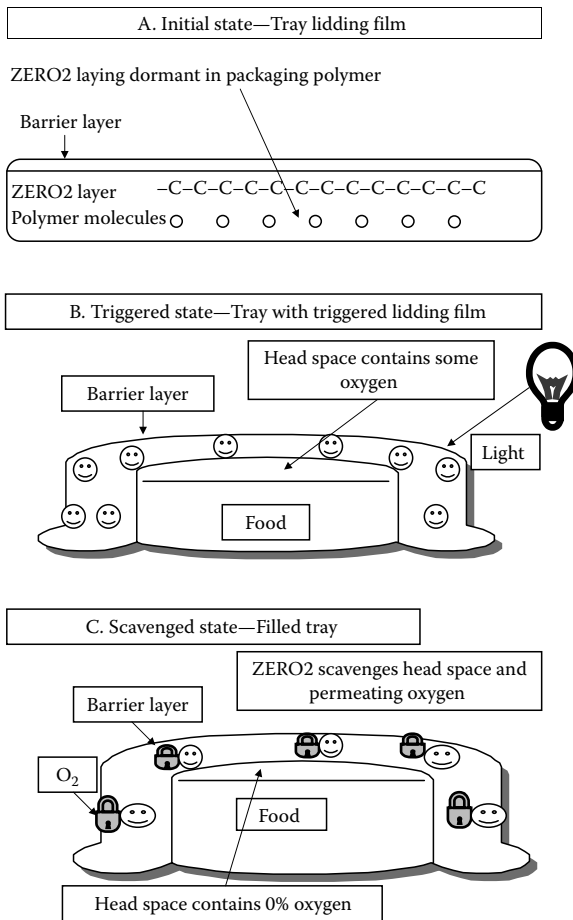 A. Initial state—Tray lidding film
ZERO2 laying dormant in packaging polymer
Barrier layer
ZERO2 layer
–C–C–C–C–C–C–C–C–C–C–C–C
Polymer molecules
B. Triggered state—Tray with triggered lidding film
Head space contains some
oxygen
Barrier layer
Light
Food
C. Scavenged state—Filled tray
ZERO2 scavenges head space and
permeating oxygen
Barrier layer
O₂
Food
Head space contains 0% oxygen